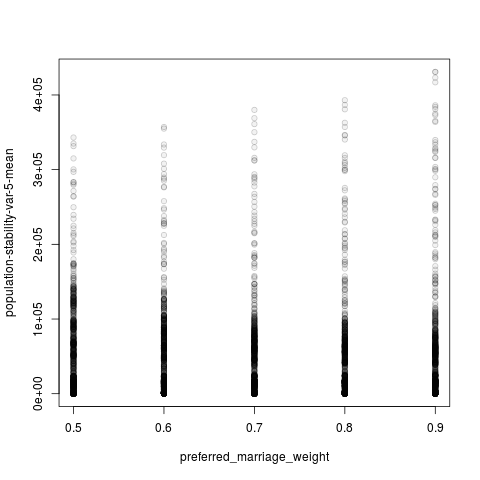 population-stability-var-5-mean
4e+05
3e+05
2e+05
1e+05
0e+00
0.5 0.6 0.7 0.8 0.9
preferred_marriage_weight